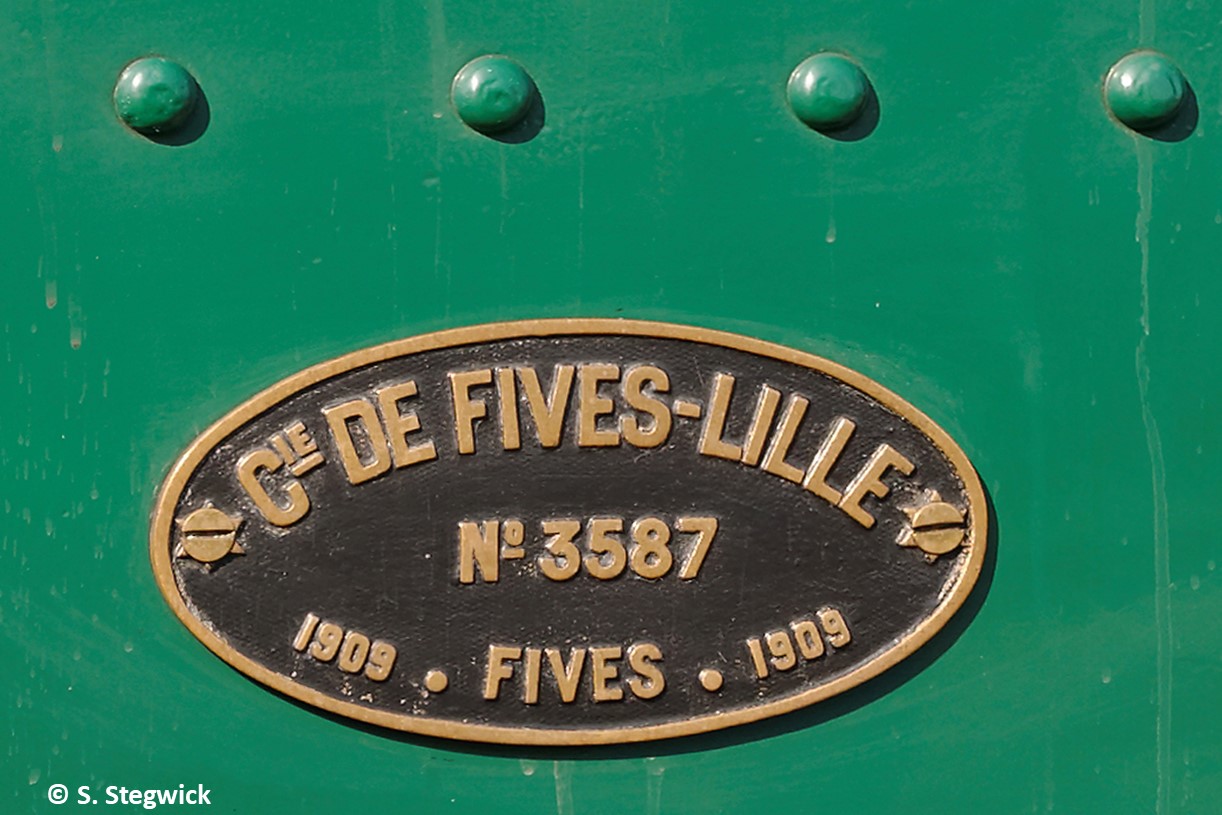 Cie DE FIVES-LILLE
Nº 3587
1909 • FIVES • 1909
© S. Stegwick